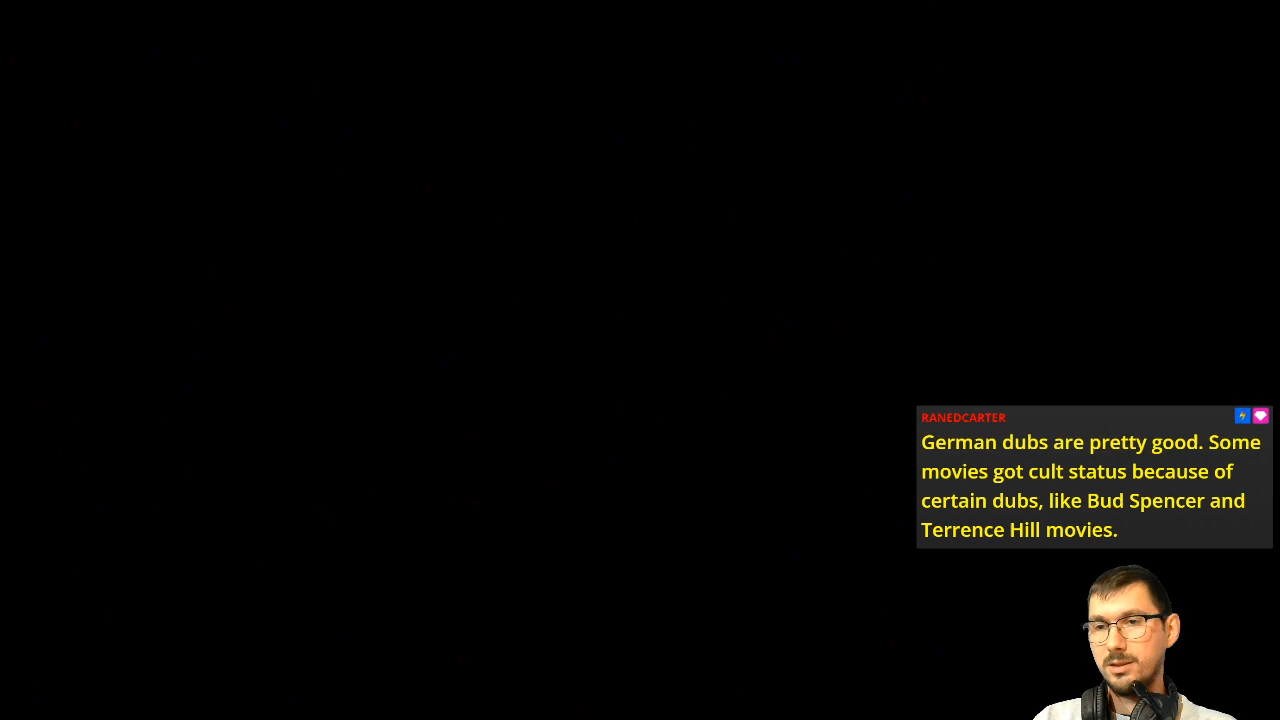 RANEDCARTER
German dubs are pretty good. Some
movies got cult status because of
certain dubs, like Bud Spencer and
Terrence Hill movies.